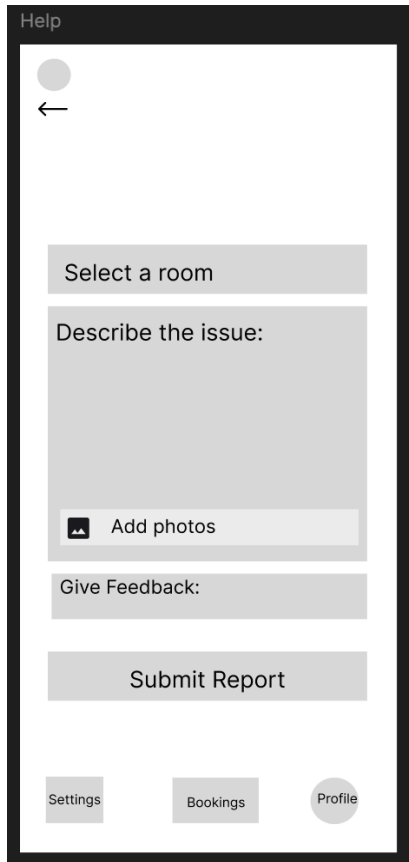 Help
Select a room
Describe the issue:
Add photos
Give Feedback:
Submit Report
Settings
Bookings
Profile